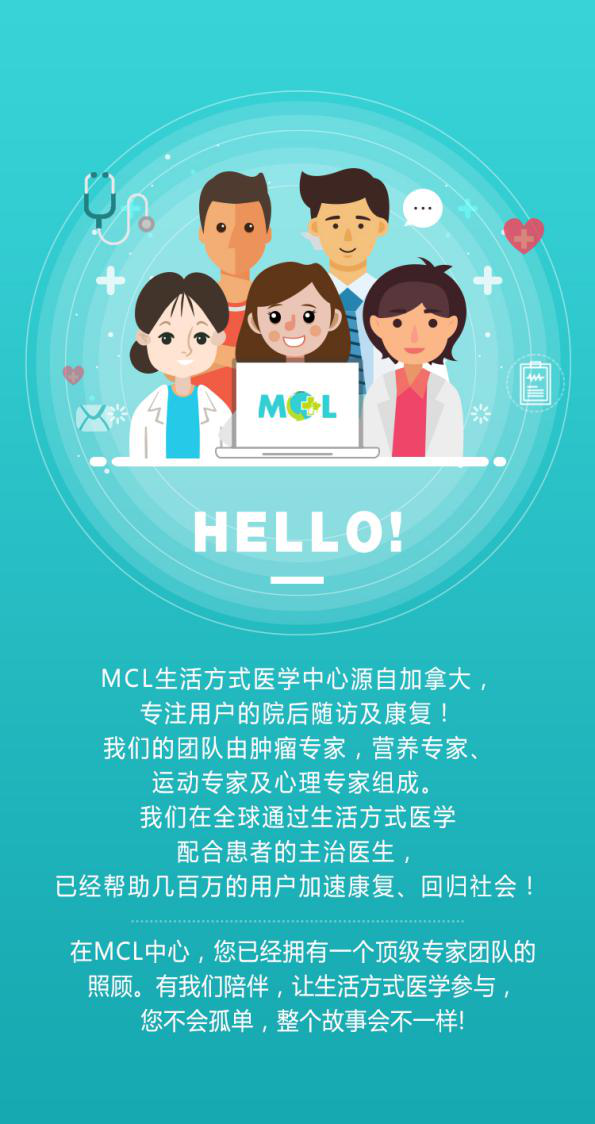 MCL
HELLO!
MCL生活方式医学中心源自加拿大，
专注用户的院后随访及康复！
我们的团队由肿瘤专家，营养专家、
运动专家及心理专家组成。
我们在全球通过生活方式医学
配合患者的主治医生，
已经帮助几百万的用户加速康复、回归社会！
在MCL中心，您已经拥有一个顶级专家团队的
照顾。有我们陪伴，让生活方式医学参与，
您不会孤单，整个故事会不一样!